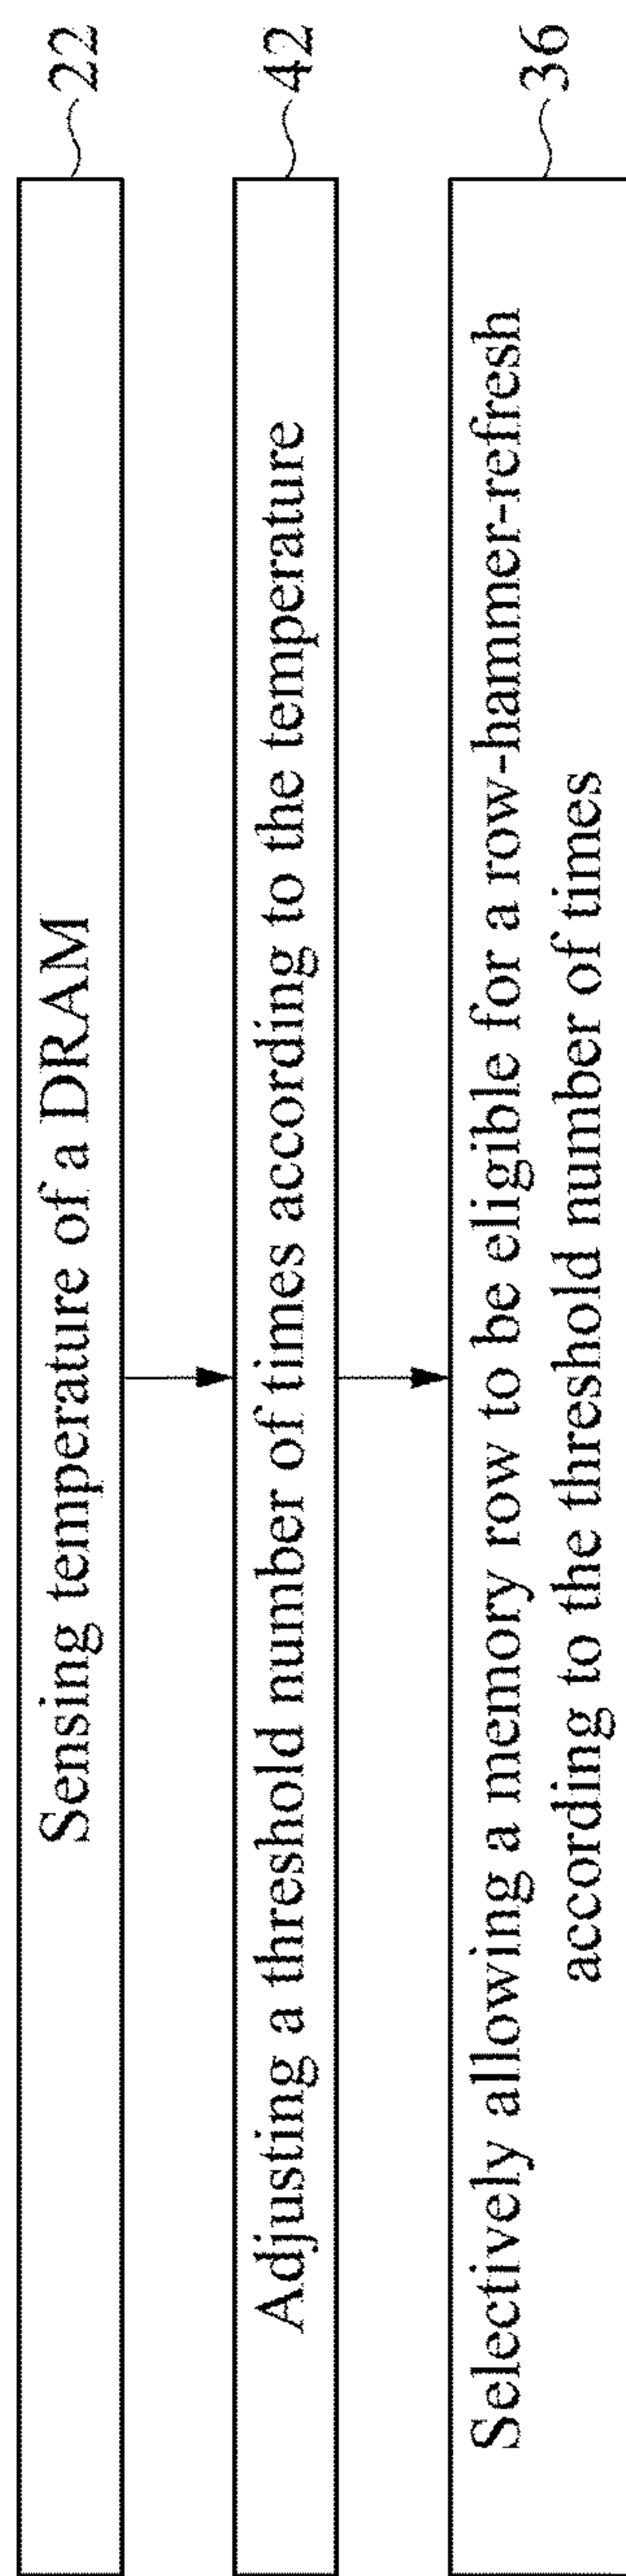 Sensing temperature of a DRAM
22
Adjusting a threshold number of times according to the temperature
42
Selectively allowing a memory row to be eligible for a row-hammer-refresh
according to the threshold number of times
36